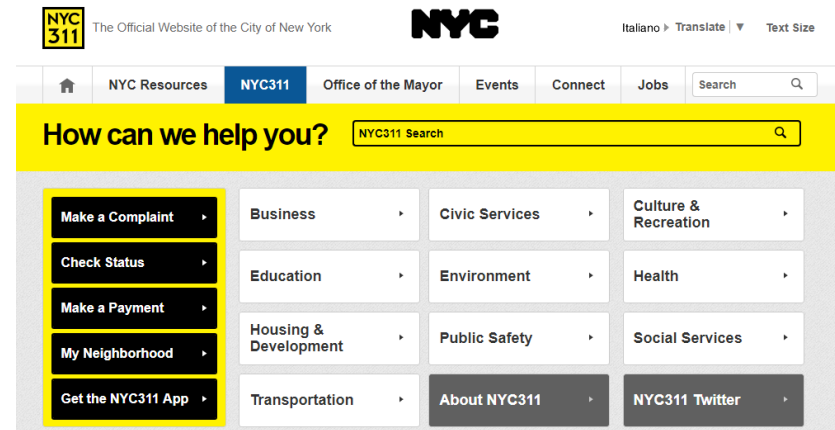 NYC
311
The Official Website of the City of New York
NYC
Italiano ▸ Translate | ▼ Text Size
NYC Resources
NYC311
Office of the Mayor
Events
Connect
Jobs
Search
How can we help you?
NYC311 Search
Make a Complaint
Check Status
Make a Payment
My Neighborhood
Get the NYC311 App
Business
Civic Services
Culture &
Recreation
Education
Environment
Health
Housing &
Development
Public Safety
Social Services
Transportation
About NYC311
NYC311 Twitter